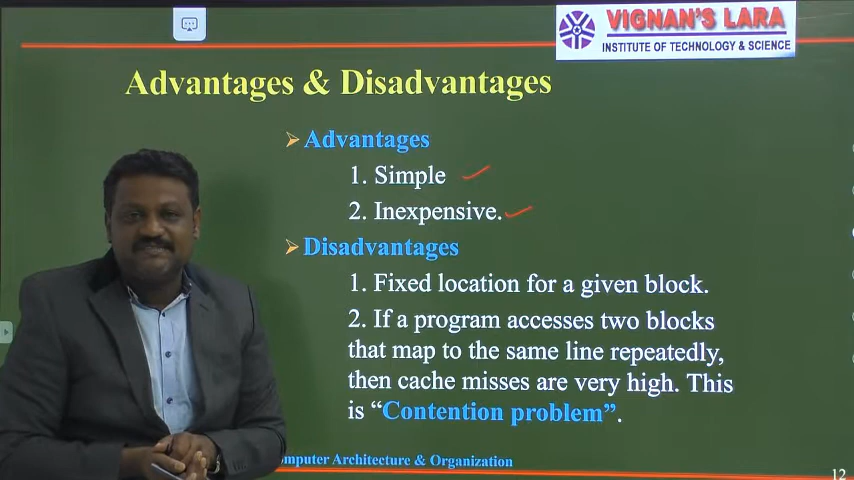 VIGNAN'S LARA
INSTITUTE OF TECHNOLOGY & SCIENCE
Advantages & Disadvantages
Advantages
1. Simple
2. Inexpensive.
Disadvantages
1. Fixed location for a given block.
2. If a program accesses two blocks
that map to the same line repeatedly,
then cache misses are very high. This
is “Contention problem”.
omputer Architecture & Organization
12